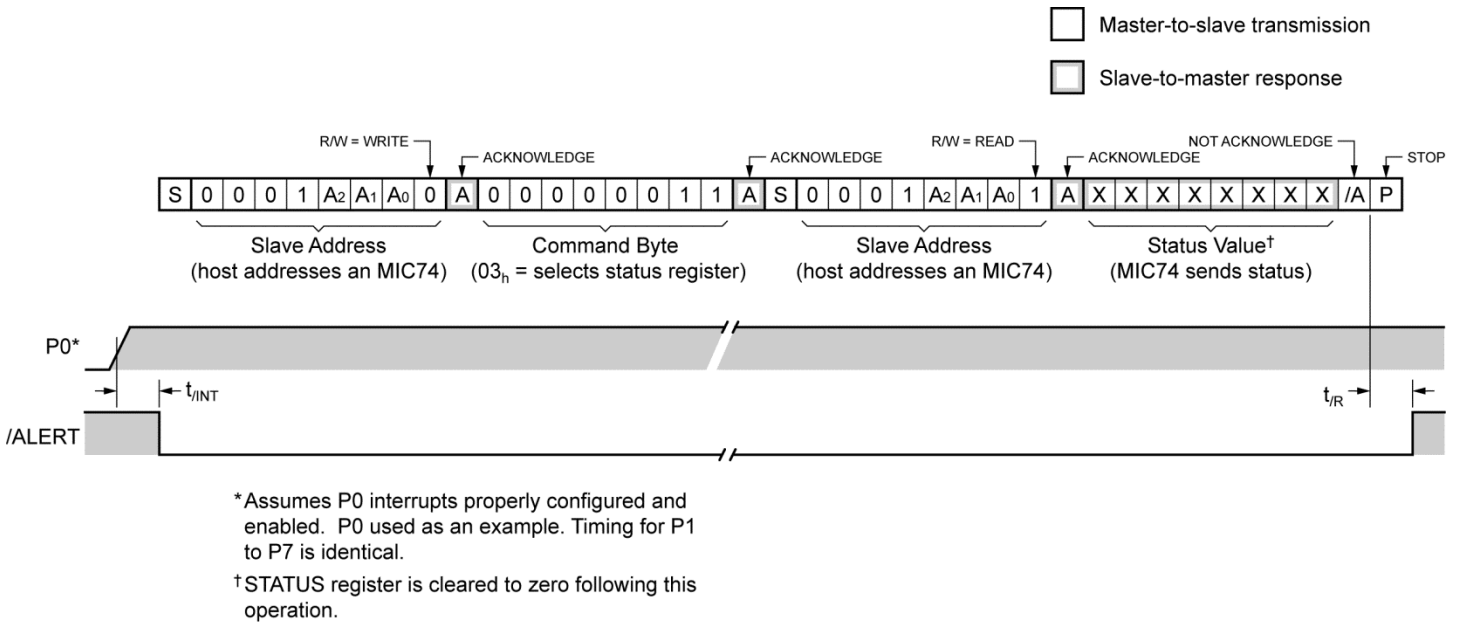 Master-to-slave transmission
Slave-to-master response
R/W = WRITE
ACKNOWLEDGE
ACKNOWLEDGE
R/W = READ
ACKNOWLEDGE
NOT ACKNOWLEDGE
STOP
S 0 0 0 1 A2 A1 A0 0 A 0 0 0 0 0 0 1 1 A S 0 0 0 1 A2 A1 A0 1 A X X X X X X X X /A P
Slave Address
(host addresses an MIC74)
Command Byte
(03h = selects status register)
Slave Address
(host addresses an MIC74)
Status Value†
(MIC74 sends status)
P0*
t/INT
t/R
/ALERT
*Assumes P0 interrupts properly configured and
enabled. P0 used as an example. Timing for P1
to P7 is identical.
†STATUS register is cleared to zero following this
operation.